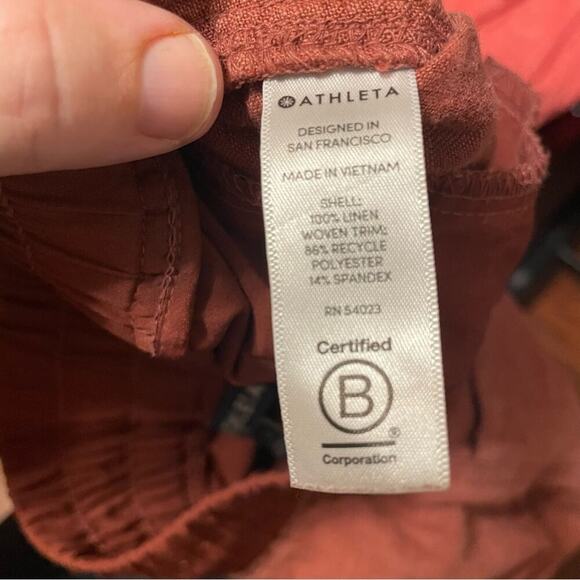 ATHLETA
DESIGNED IN
SAN FRANCISCO
MADE IN VIETNAM
SHELL:
100% LINEN
WOVEN TRIM:
86% RECYCLE
POLYESTER
14% SPANDEX
RN 54023
Certified
B
®
Corporation